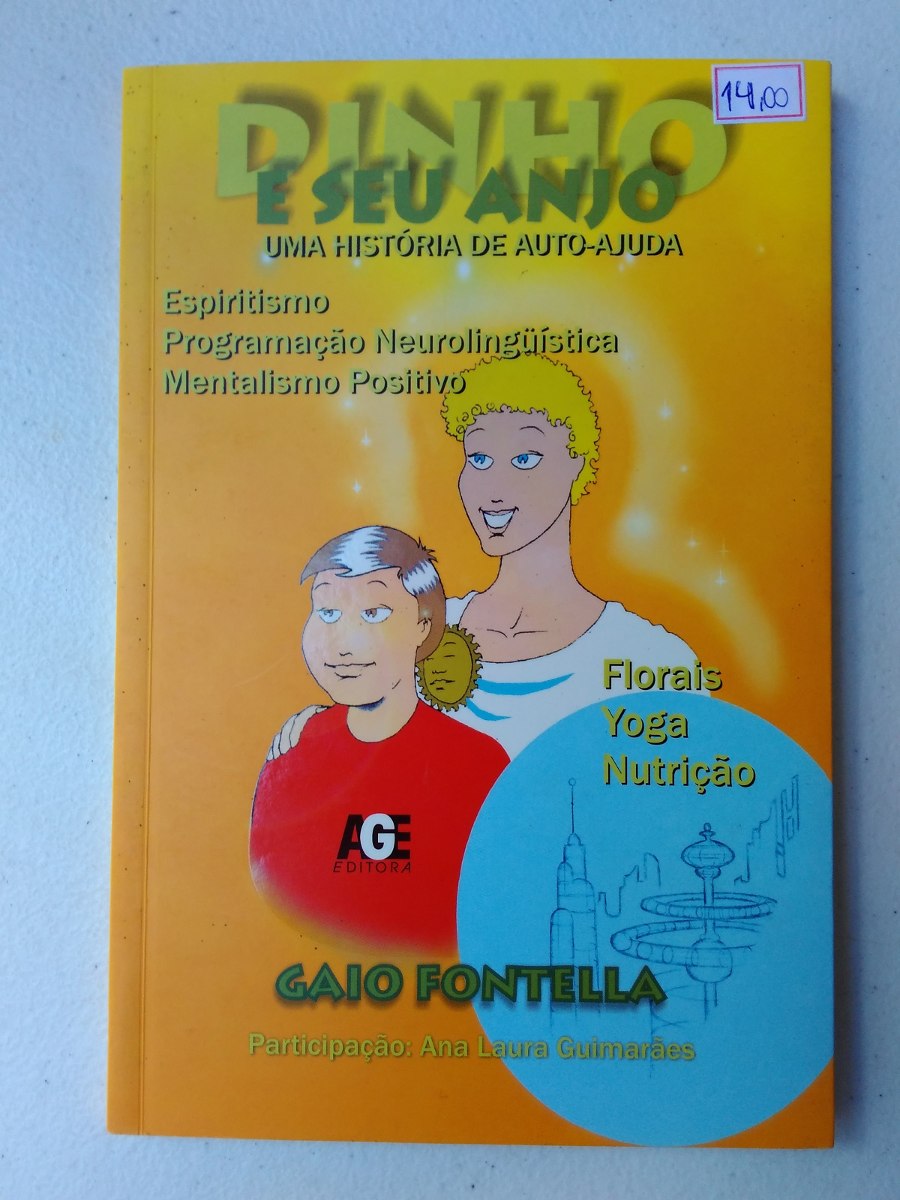 14,00
DINHO
E SEU ANJO
UMA HISTÓRIA DE AUTO-AJUDA
Espiritismo
Programação Neurolingüística
Mentalismo Positivo
Florais
Yoga
Nutrição
AGE
EDITORA
GAIO FONTELLA
Participação: Ana Laura Guimarães